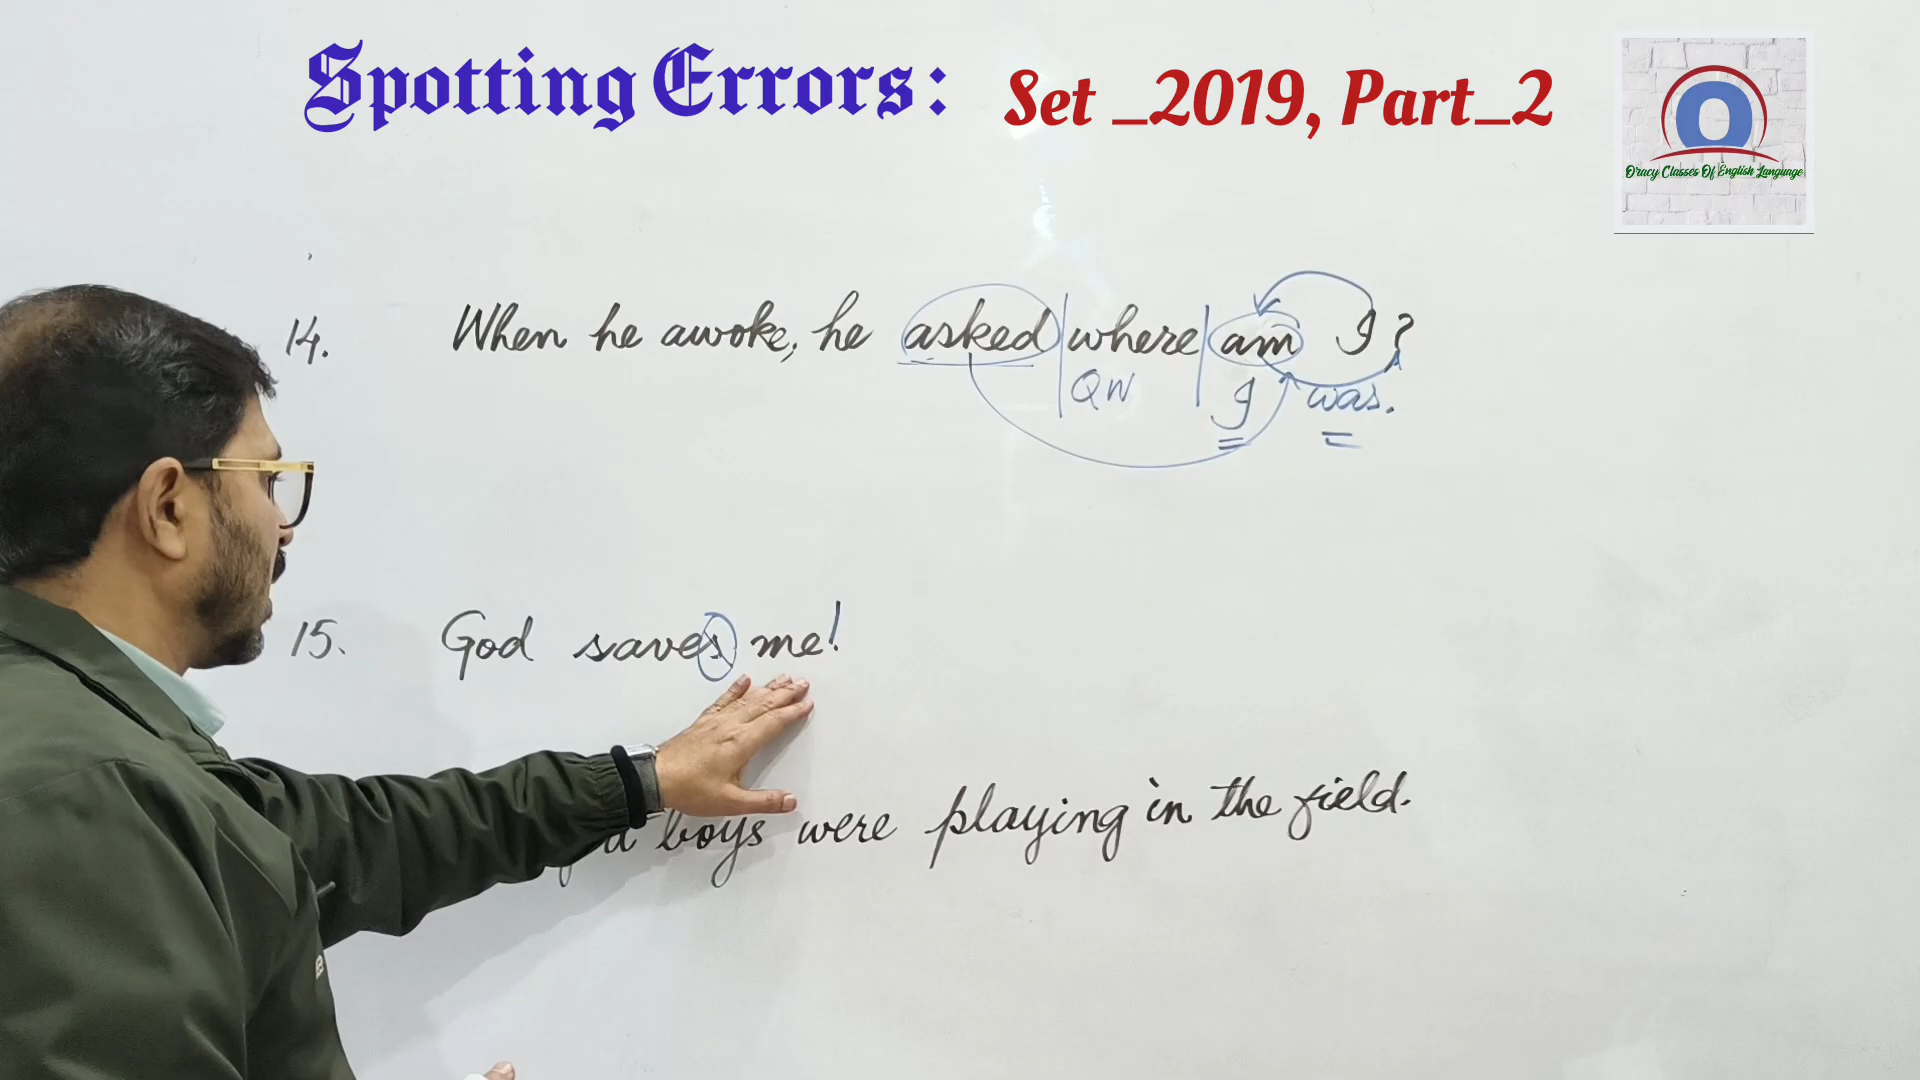 Spotting Errors: Set _2019, Part_2
Oracy Classes Of English Language
14. When he awoke, he asked where am I?
QW I was.
15. God saves me!
boys were playing in the field.